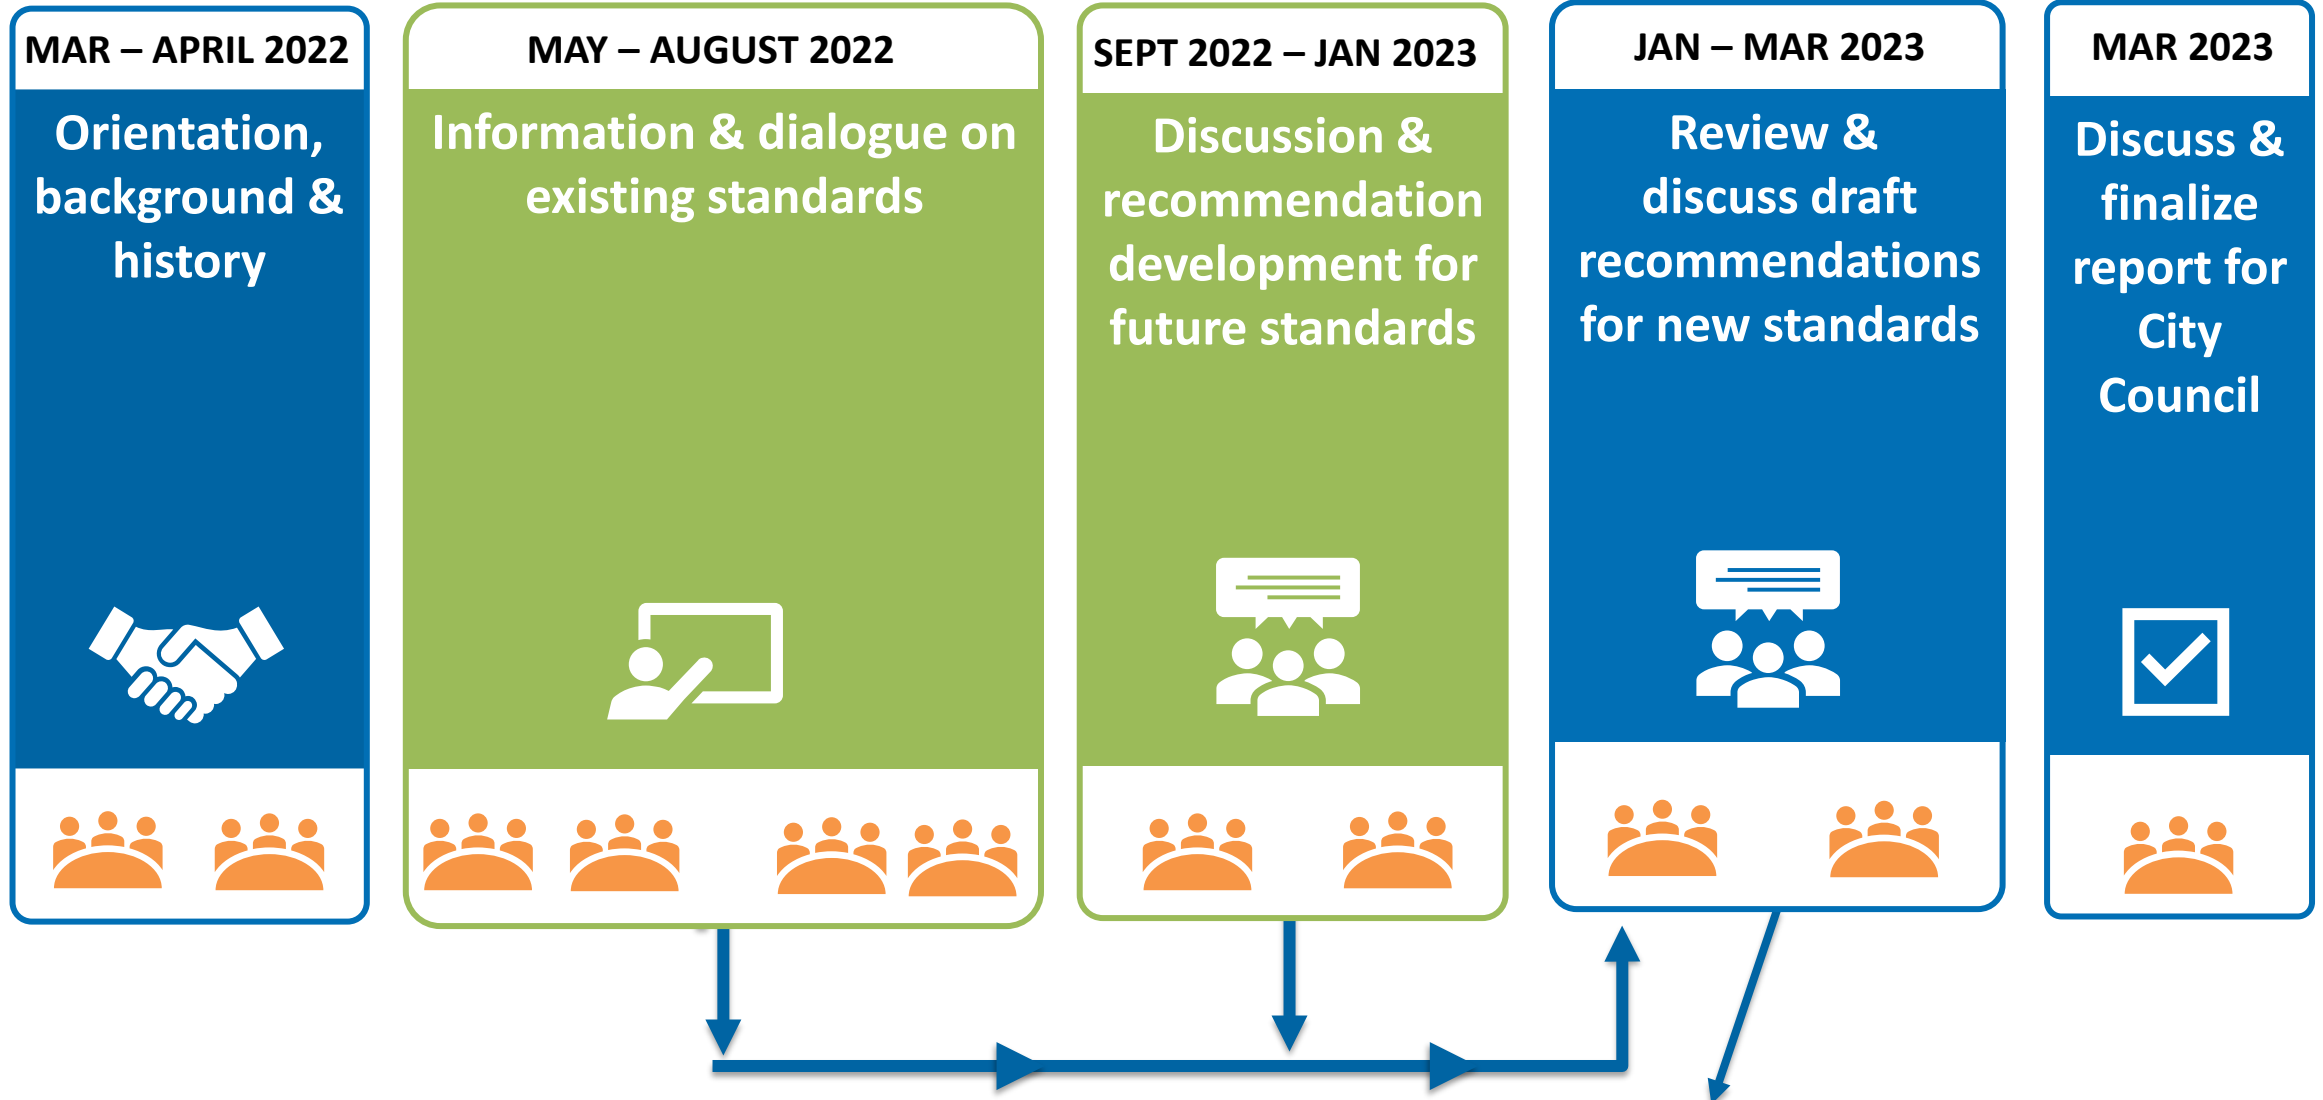 MAR – APRIL 2022
Orientation,
background &
history
MAY – AUGUST 2022
Information & dialogue on
existing standards
SEPT 2022 – JAN 2023
Discussion &
recommendation
development for
future standards
JAN – MAR 2023
Review &
discuss draft
recommendations
for new standards
MAR 2023
Discuss &
finalize
report for
City
Council